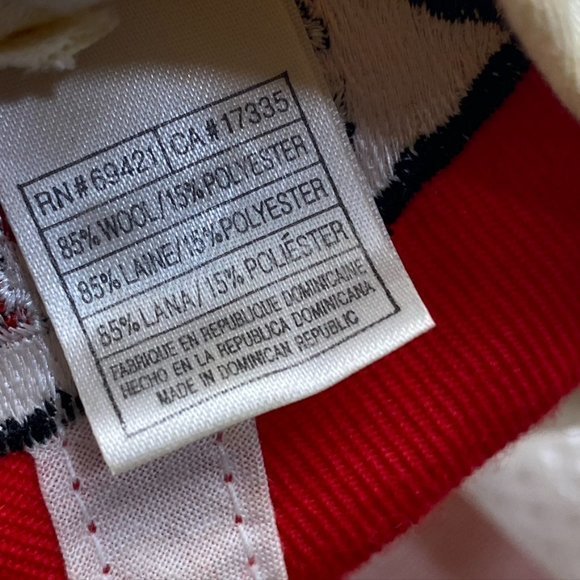 RN#69421 CA#17335
85%WOOL/15%POLYESTER
85%LAINE/15%POLYESTER
85%LANA/15%POLIÉSTER
FABRIQUE EN REPUBLIQUE DOMINICAINE
HECHO EN LA REPUBLICA DOMINICANA
MADE IN DOMINICAN REPUBLIC